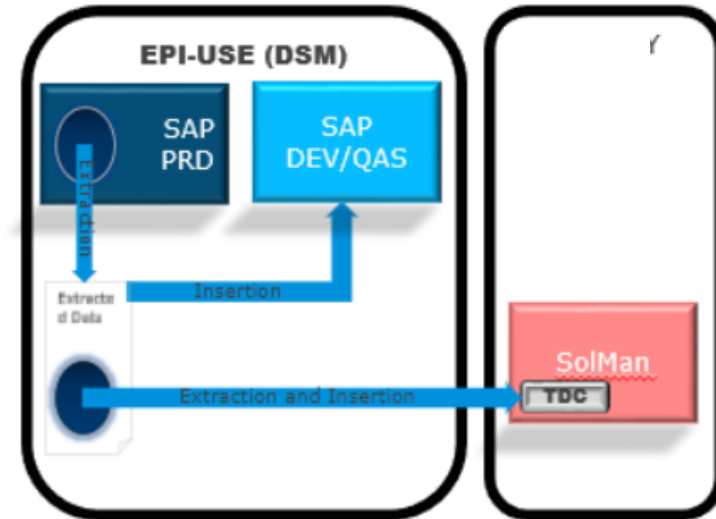 EPI-USE (DSM)
Y
SAP
PRD
SAP
DEV/QAS
Extraction
Extracte
d Data
Insertion
SolMan
Extraction and Insertion
TDC